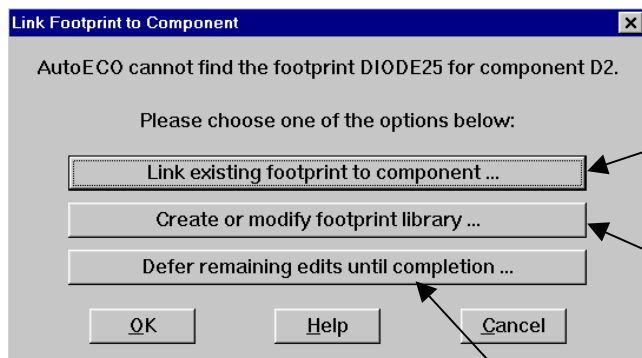 Link Footprint to Component
AutoECO cannot find the footprint DIODE25 for component D2.
Please choose one of the options below:
Link existing footprint to component ...
Create or modify footprint library ...
Defer remaining edits until completion ...
OK Help Cancel